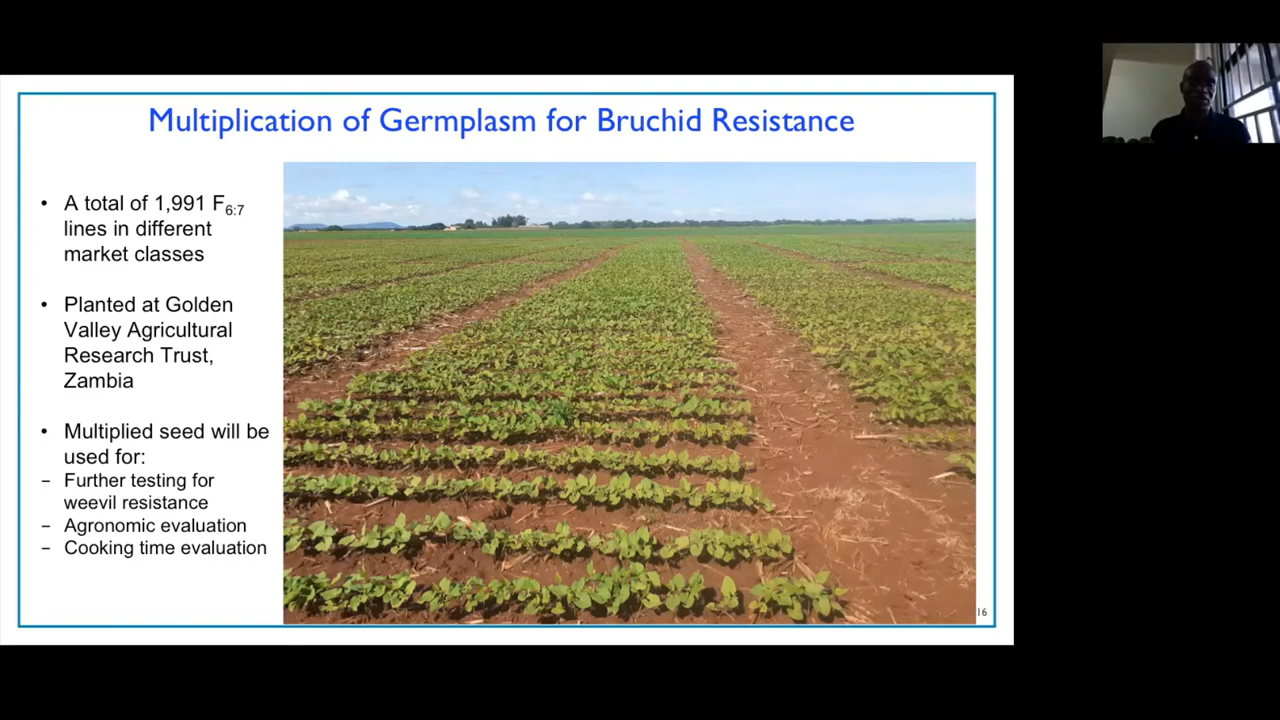 Multiplication of Germplasm for Bruchid Resistance
• A total of 1,991 F6:7
lines in different
market classes
• Planted at Golden
Valley Agricultural
Research Trust,
Zambia
• Multiplied seed will be
used for:
– Further testing for
weevil resistance
– Agronomic evaluation
– Cooking time evaluation
16